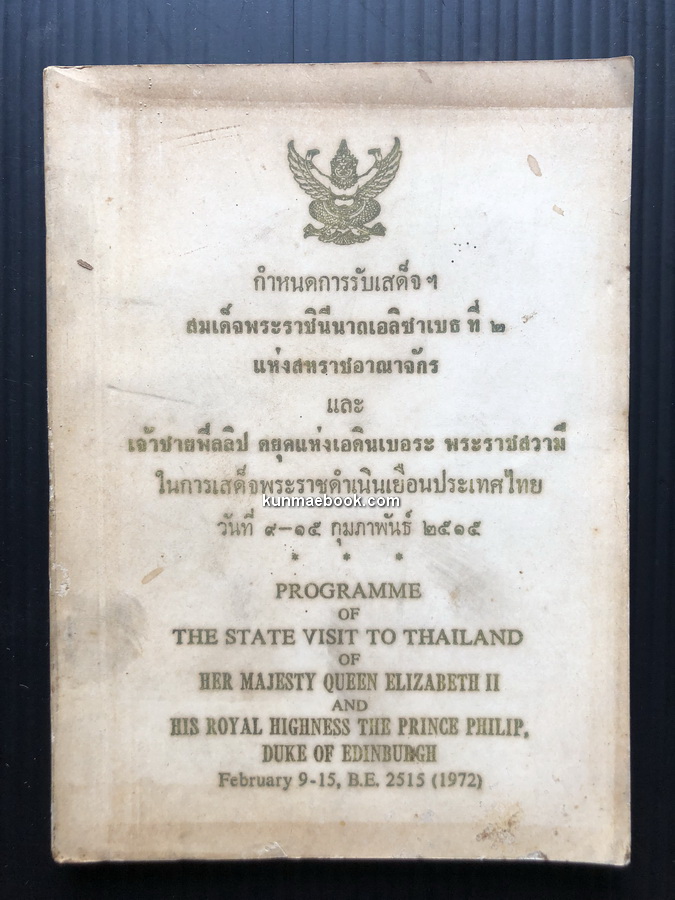 กำหนดการรับเสด็จฯ
สมเด็จพระราชินีนาถเอลิซาเบธ ที่ ๒
แห่งสหราชอาณาจักร
และ
เจ้าชายฟิลลิป ดยุดแห่งเอดินเบอระ พระราชสวามี
ในการเสด็จพระราชดำเนินเยือนประเทศไทย
kunmaebook.com
วันที่ ๙–๑๕ กุมภาพันธ์ ๒๕๑๕
* * *
PROGRAMME
OF
THE STATE VISIT TO THAILAND
OF
HER MAJESTY QUEEN ELIZABETH II
AND
HIS ROYAL HIGHNESS THE PRINCE PHILIP,
DUKE OF EDINBURGH
February 9-15, B.E. 2515 (1972)